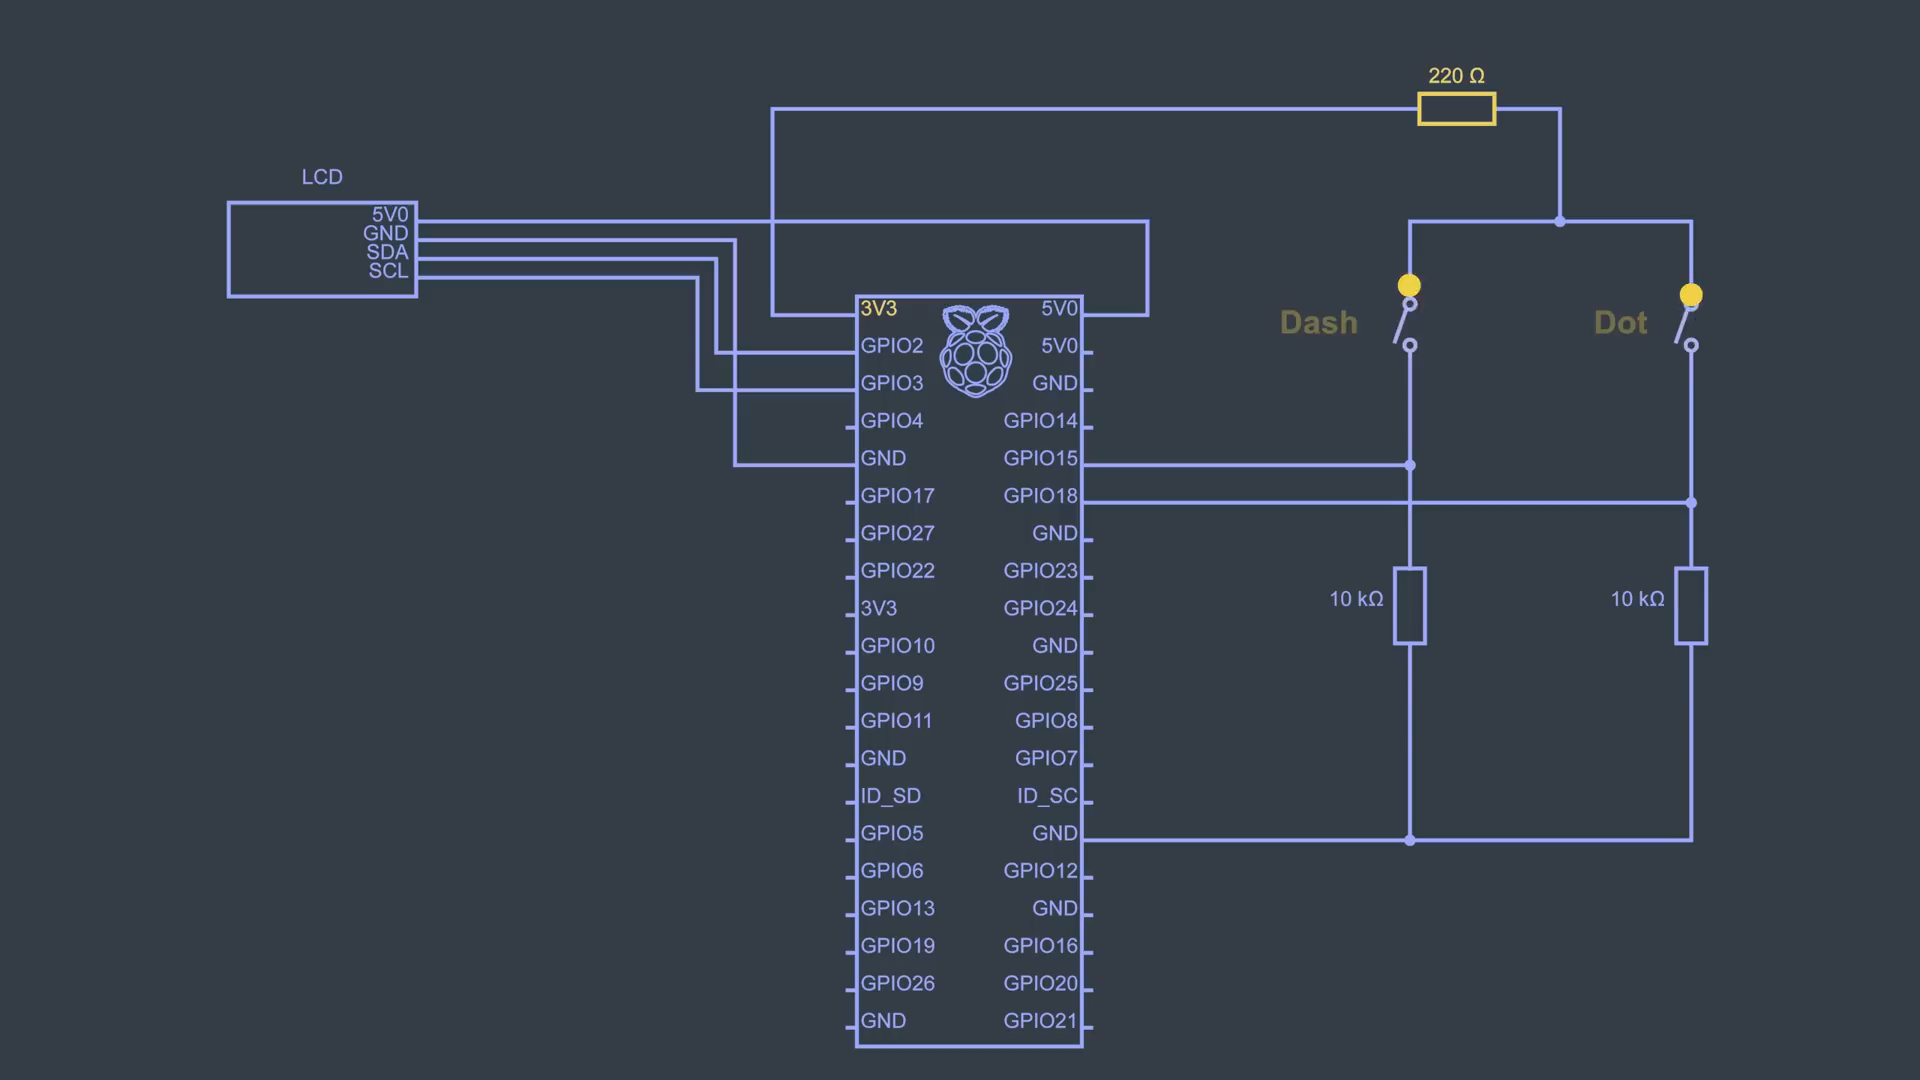 220 Ω
LCD
5V0
GND
SDA
SCL
3V3 5V0
GPIO2 5V0
GPIO3 GND
GPIO4 GPIO14
GND GPIO15
GPIO17 GPIO18
GPIO27 GND
GPIO22 GPIO23
3V3 GPIO24
GPIO10 GND
GPIO9 GPIO25
GPIO11 GPIO8
GND GPIO7
ID_SD ID_SC
GPIO5 GND
GPIO6 GPIO12
GPIO13 GND
GPIO19 GPIO16
GPIO26 GPIO20
GND GPIO21
Dash
Dot
10 kΩ
10 kΩ